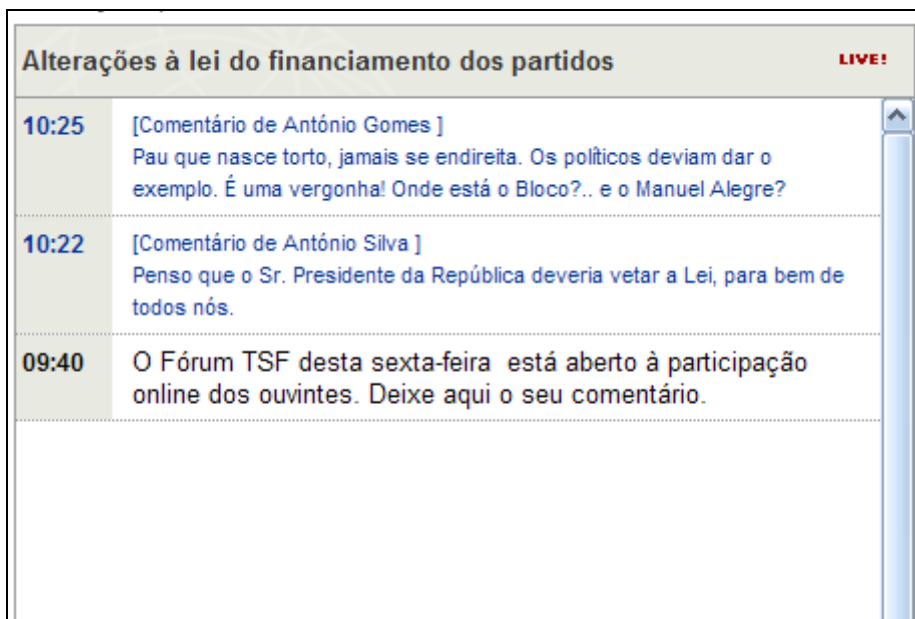 Alterações à lei do financiamento dos partidos LIVE!
10:25 [Comentário de António Gomes ]
Pau que nasce torto, jamais se endireita. Os políticos deviam dar o
exemplo. É uma vergonha! Onde está o Bloco?.. e o Manuel Alegre?
10:22 [Comentário de António Silva ]
Penso que o Sr. Presidente da República deveria vetar a Lei, para bem de
todos nós.
09:40 O Fórum TSF desta sexta-feira  está aberto à participação
online dos ouvintes. Deixe aqui o seu comentário.